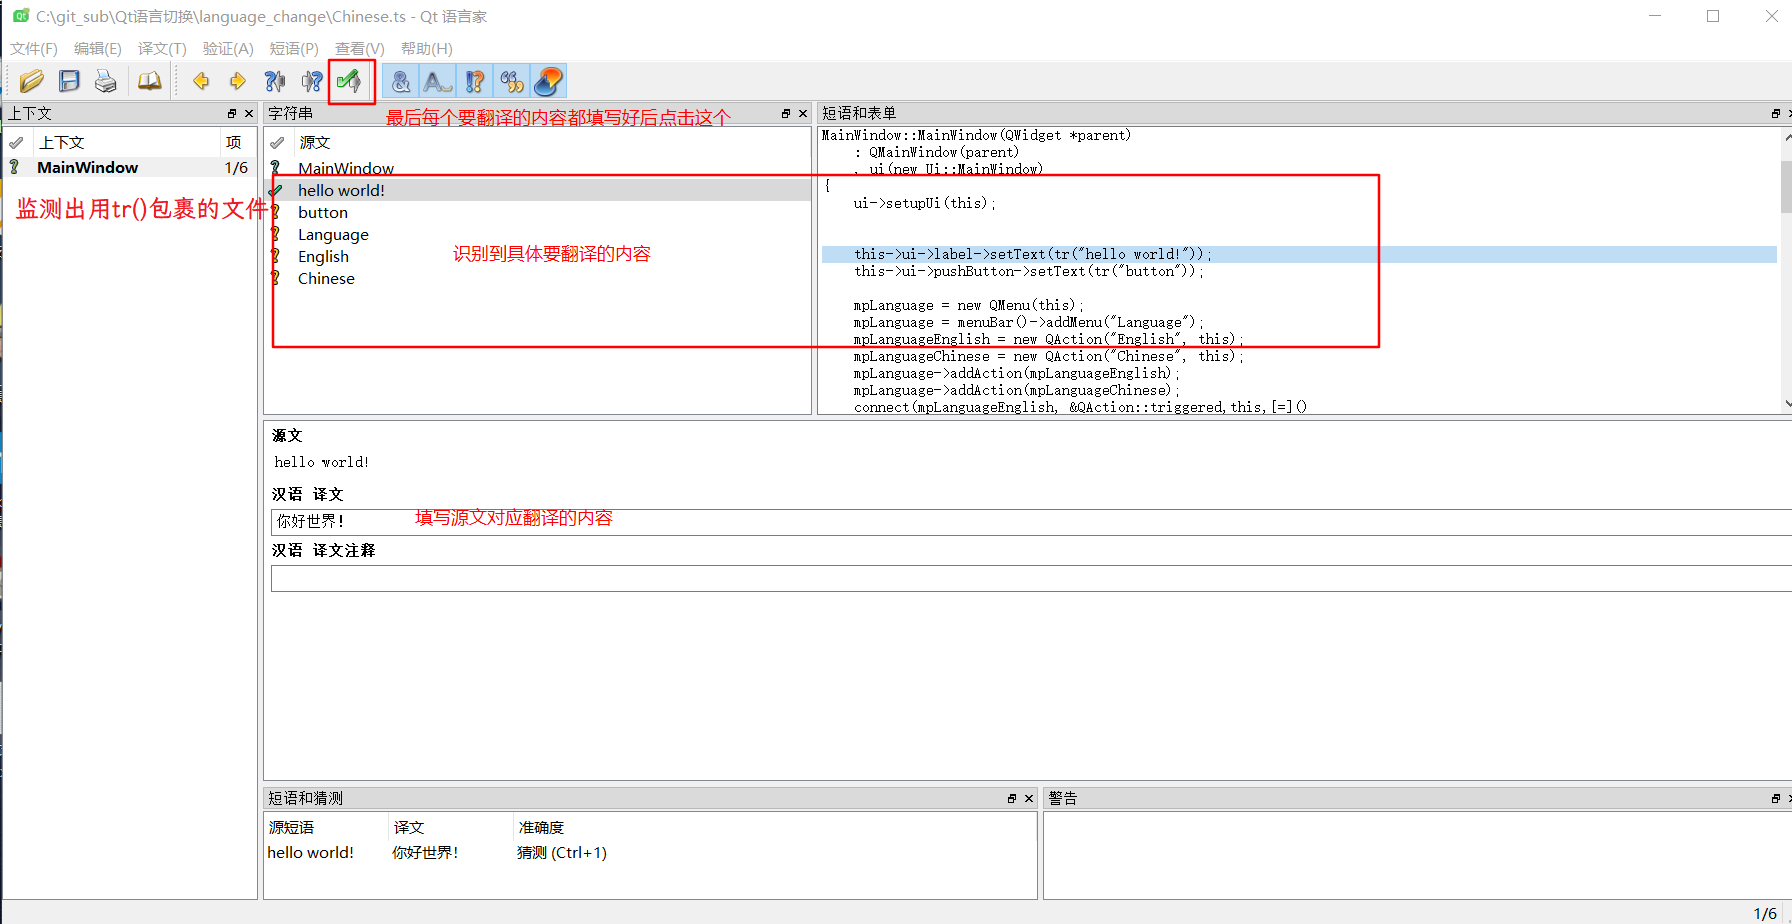 C:\git_sub\Qt语言切换\language_change\Chinese.ts - Qt 语言家
文件(F) 编辑(E) 译文(T) 验证(A) 短语(P) 查看(V) 帮助(H)
最后每个要翻译的内容都填写好后点击这个
上下文
上下文 项
MainWindow 1/6
监测出用tr()包裹的文件
字符串
源文
MainWindow
hello world!
button
Language
English
Chinese
识别到具体要翻译的内容
短语和表单
MainWindow::MainWindow(QWidget *parent)
: QMainWindow(parent)
, ui(new Ui::MainWindow)
{
ui->setupUi(this);
this->ui->label->setText(tr("hello world!"));
this->ui->pushButton->setText(tr("button"));
mpLanguage = new QMenu(this);
mpLanguage = menuBar()->addMenu("Language");
mpLanguageEnglish = new QAction("English", this);
mpLanguageChinese = new QAction("Chinese", this);
mpLanguage->addAction(mpLanguageEnglish);
mpLanguage->addAction(mpLanguageChinese);
connect(mpLanguageEnglish, &QAction::triggered,this,[=]()
源文
hello world!
汉语 译文
你好世界!
填写源文对应翻译的内容
汉语 译文注释
短语和猜测
源短语 译文 准确度
hello world! 你好世界! 猜测 (Ctrl+1)
警告
1/6